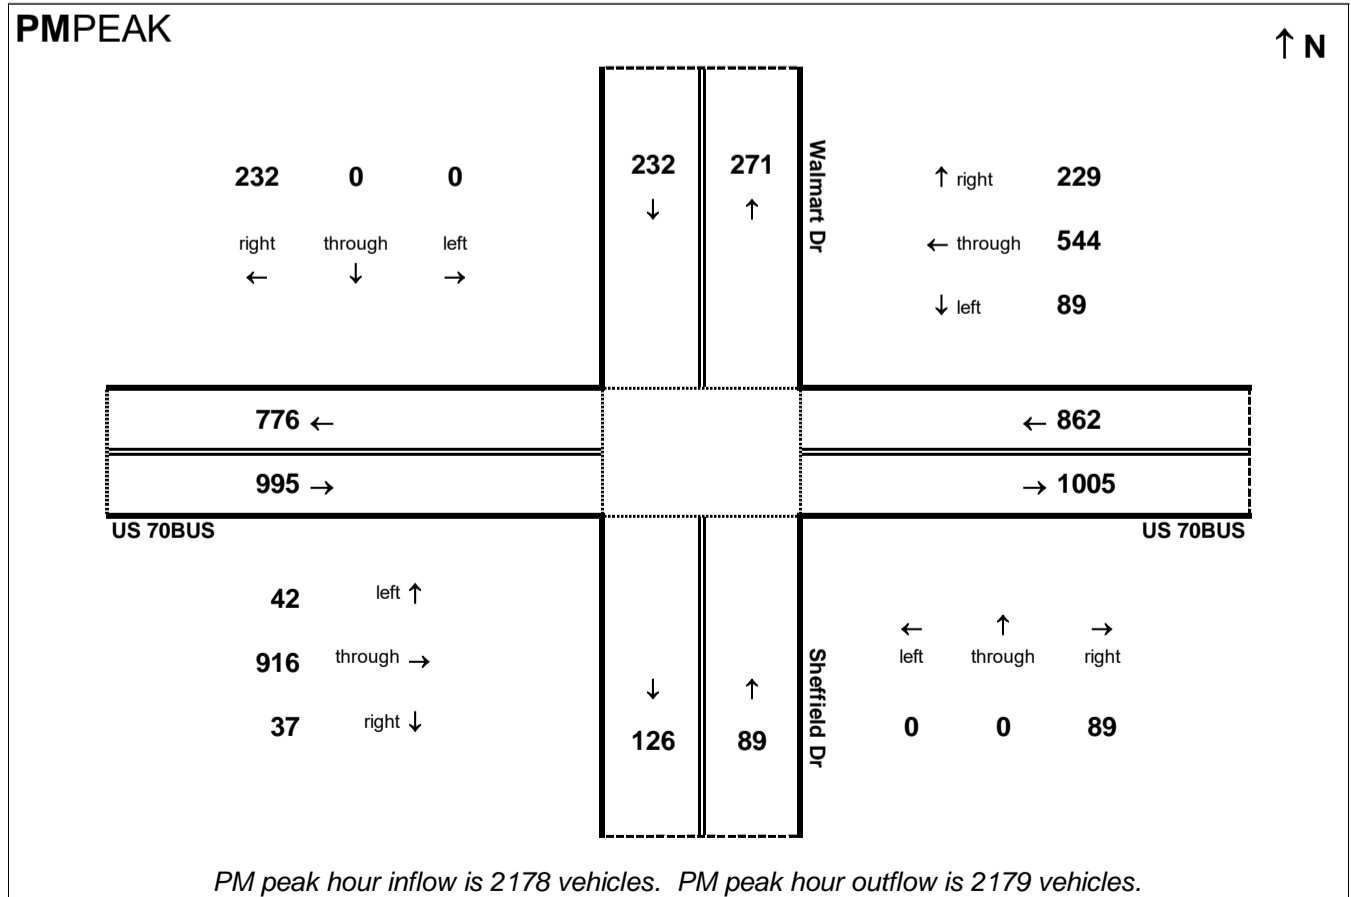 PMPEAK
↑ N
232 0 0
right through left
← ↓ →
232 271
↓ ↑
Walmart Dr
↑ right 229
← through 544
↓ left 89
776 ←
← 862
995 →
→ 1005
US 70BUS
US 70BUS
42 left ↑
916 through →
37 right ↓
↓ ↑
126 89
Sheffield Dr
← ↑ →
left through right
0 0 89
PM peak hour inflow is 2178 vehicles. PM peak hour outflow is 2179 vehicles.